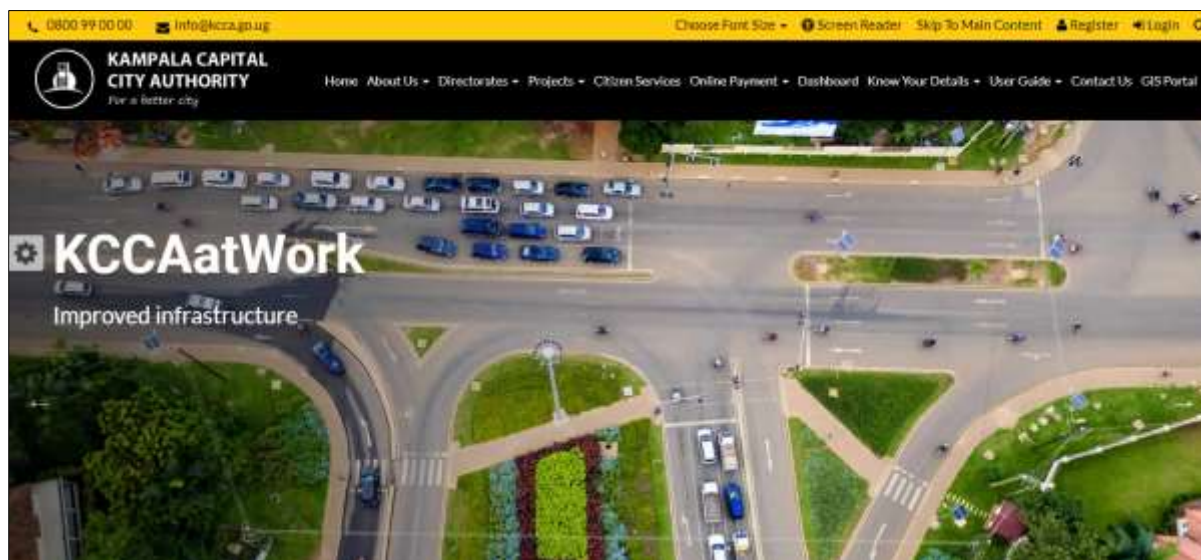 0800 99 00 00 info@kcca.go.ug Choose Font Size Screen Reader Skip To Main Content Register Login
KAMPALA CAPITAL
CITY AUTHORITY
For a better city
Home About Us Directorates Projects Citizen Services Online Payment Dashboard Know Your Details User Guide Contact Us GIS Portal
KCCAatWork
Improved infrastructure